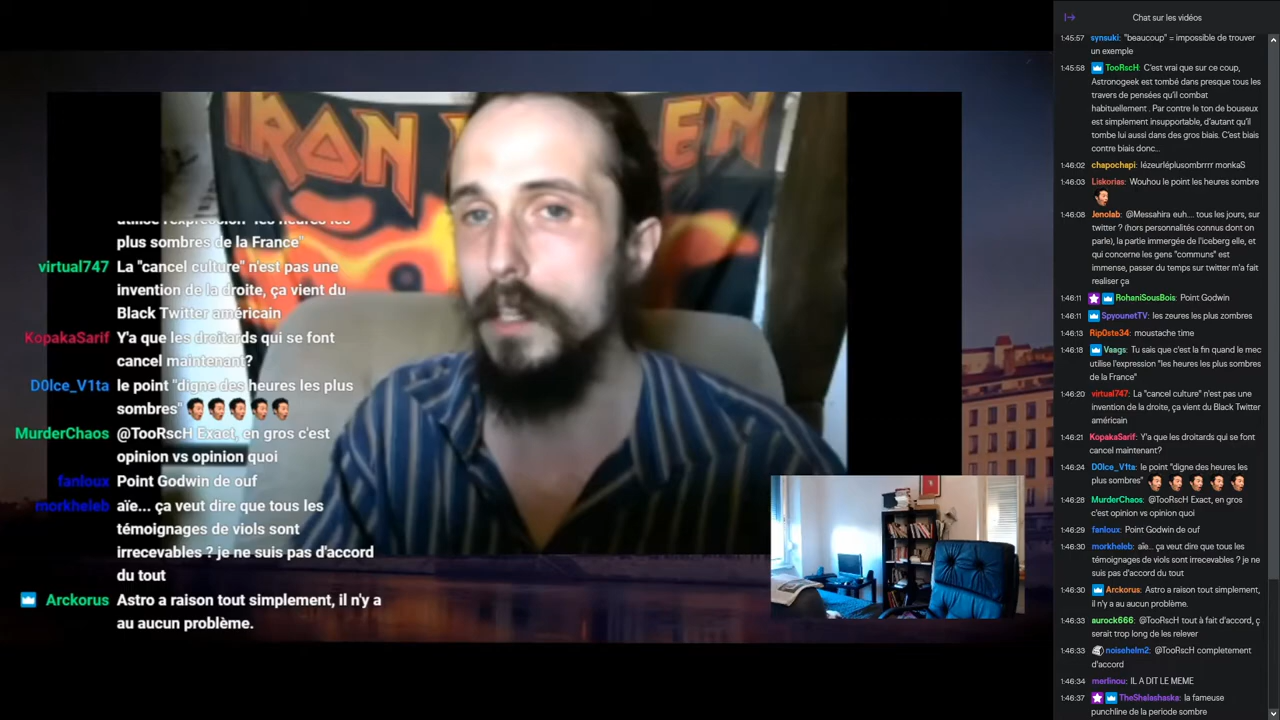 IRON
EN
utilise l'expression "les heures les
plus sombres de la France"
virtual747 La "cancel culture" n'est pas une
invention de la droite, ça vient du
Black Twitter américain
KopakaSarif Y'a que les droitards qui se font
cancel maintenant?
D0lce_V1ta le point "digne des heures les plus
sombres"
MurderChaos @TooRscH Exact, en gros c'est
opinion vs opinion quoi
fanloux Point Godwin de ouf
morkheleb aïe... ça veut dire que tous les
témoignages de viols sont
irrecevables ? je ne suis pas d'accord
du tout
Arckorus Astro a raison tout simplement, il n'y a
au aucun problème.
Chat sur les vidéos
1:45:57 synsuki: "beaucoup" = impossible de trouver
un exemple
1:45:58 TooRscH: C'est vrai que sur ce coup,
Astronogeek est tombé dans presque tous les
travers de pensées qu'il combat
habituellement . Par contre le ton de bouseux
est simplement insupportable, d'autant qu'il
tombe lui aussi dans des gros biais. C'est biais
contre biais donc...
1:46:02 chapochapi: lézeurléplusombrrrr monkaS
1:46:03 Liskorias: Wouhou le point les heures sombre
1:46:08 Jenolab: @Messahira euh.... tous les jours, sur
twitter ? (hors personnalités connus dont on
parle), la partie immergée de l'iceberg elle, et
qui concerne les gens "communs" est
immense, passer du temps sur twitter m'a fait
realiser ça
1:46:11 RohaniSousBois: Point Godwin
1:46:11 SpyounetTV: les zeures les plus zombres
1:46:13 Rip0ste34: moustache time
1:46:18 Vaags: Tu sais que c'est la fin quand le mec
utilise l'expression "les heures les plus sombres
de la France"
1:46:20 virtual747: La "cancel culture" n'est pas une
invention de la droite, ça vient du Black Twitter
américain
1:46:21 KopakaSarif: Y'a que les droitards qui se font
cancel maintenant?
1:46:24 D0lce_V1ta: le point "digne des heures les
plus sombres"
1:46:28 MurderChaos: @TooRscH Exact, en gros
c'est opinion vs opinion quoi
1:46:29 fanloux: Point Godwin de ouf
1:46:30 morkheleb: aïe... ça veut dire que tous les
témoignages de viols sont irrecevables ? je ne
suis pas d'accord du tout
1:46:30 Arckorus: Astro a raison tout simplement,
il n'y a au aucun problème.
1:46:33 aurock666: @TooRscH tout à fait d'accord, ç
serait trop long de les relever
1:46:33 noisehelm2: @TooRscH completement
d'accord
1:46:34 merlinou: IL A DIT LE MEME
1:46:37 TheShalashaska: la fameuse
punchline de la periode sombre